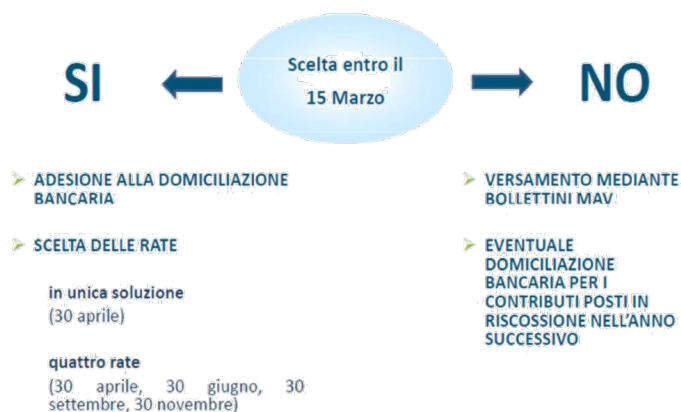 SI
Scelta entro il
15 Marzo
NO
ADESIONE ALLA DOMICILIAZIONE
BANCARIA
SCELTA DELLE RATE
in unica soluzione
(30 aprile)
quattro rate
(30 aprile, 30 giugno, 30
settembre, 30 novembre)
VERSAMENTO MEDIANTE
BOLLETTINI MAV
EVENTUALE
DOMICILIAZIONE
BANCARIA PER I
CONTRIBUTI POSTI IN
RISCOSSIONE NELL'ANNO
SUCCESSIVO